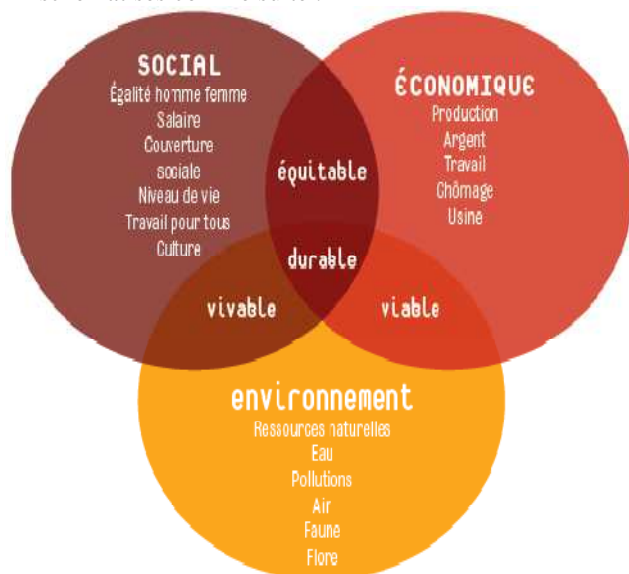 SOCIAL
Égalité homme femme
Salaire
Couverture
sociale
Niveau de vie
Travail pour tous
Culture
ÉCONOMIQUE
Production
Argent
Travail
Chômage
Usine
équitable
durable
vivable
viable
environnement
Ressources naturelles
Eau
Pollutions
Air
Faune
Flore